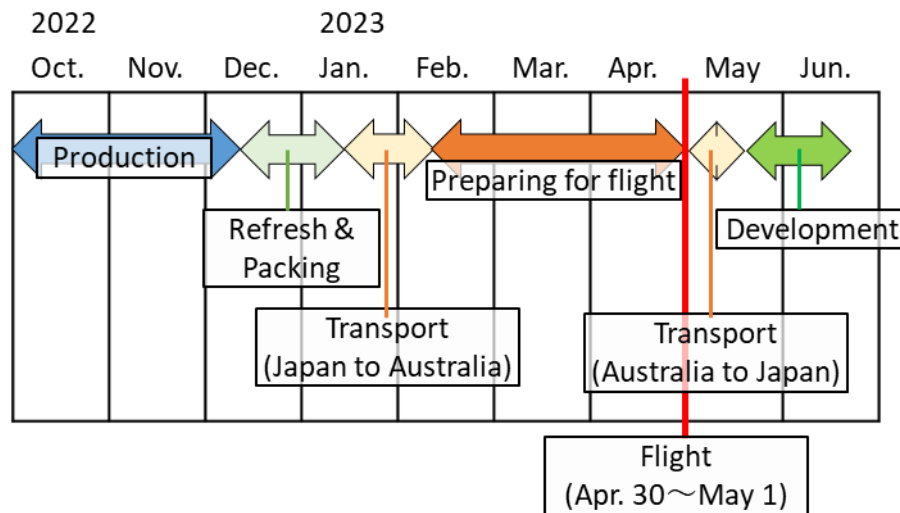 2022 2023
Oct. Nov. Dec. Jan. Feb. Mar. Apr. May Jun.
Production
Preparing for flight
Refresh &
Packing
Development
Transport
(Japan to Australia)
Transport
(Australia to Japan)
Flight
(Apr. 30～May 1)